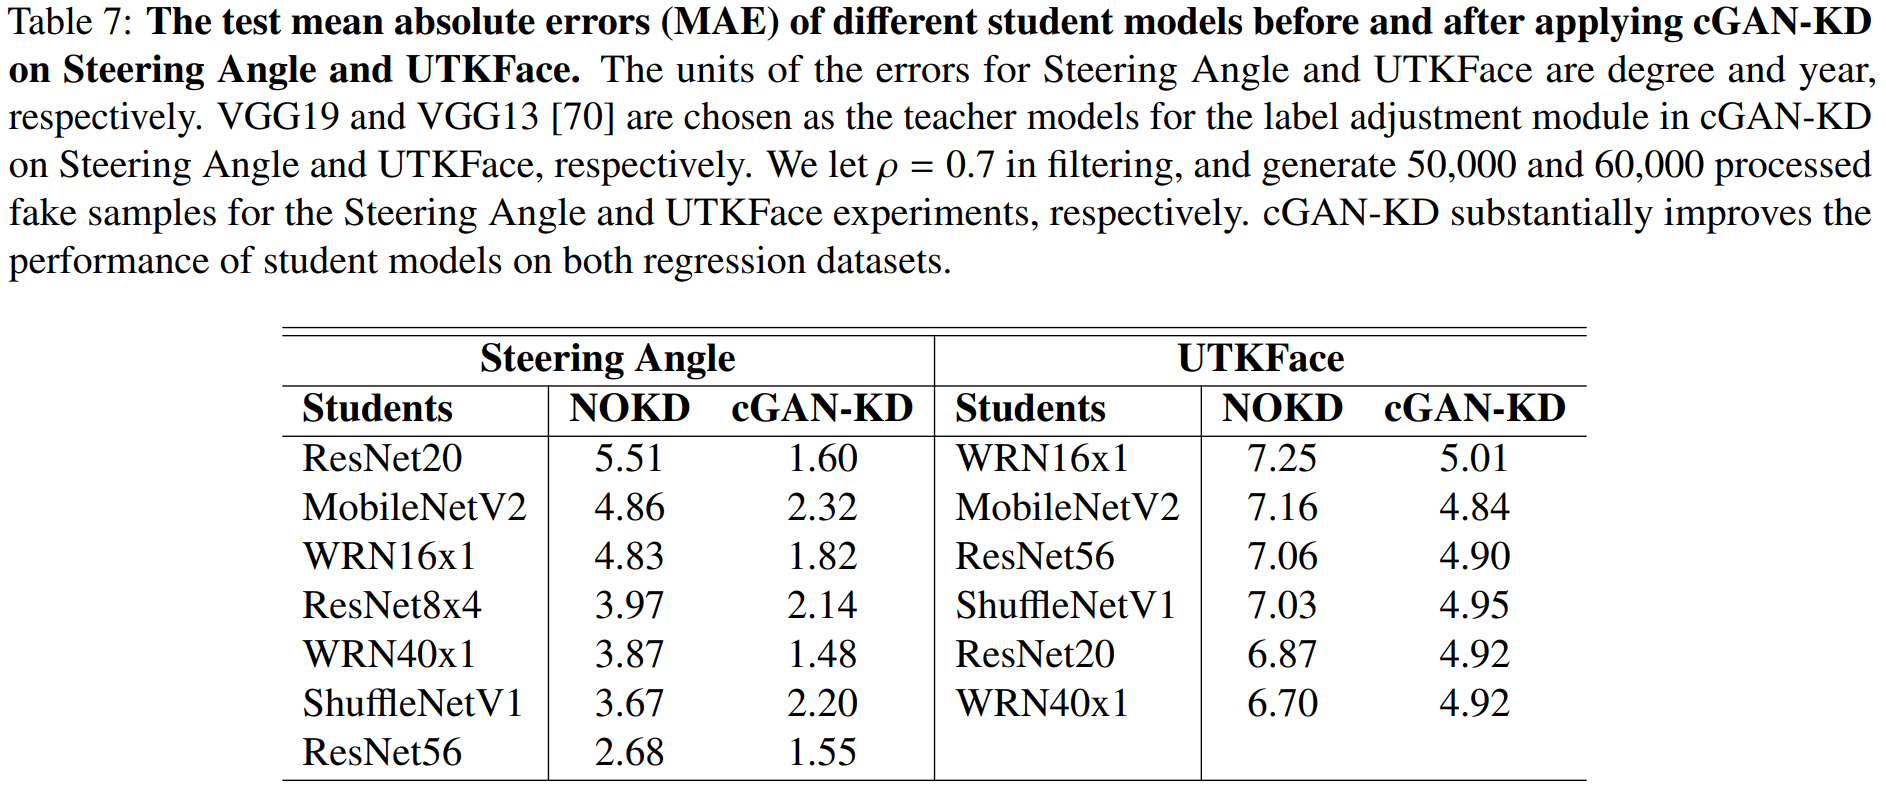 Table 7: The test mean absolute errors (MAE) of different student models before and after applying cGAN-KD
on Steering Angle and UTKFace. The units of the errors for Steering Angle and UTKFace are degree and year,
respectively. VGG19 and VGG13 [70] are chosen as the teacher models for the label adjustment module in cGAN-KD
on Steering Angle and UTKFace, respectively. We let ρ = 0.7 in filtering, and generate 50,000 and 60,000 processed
fake samples for the Steering Angle and UTKFace experiments, respectively. cGAN-KD substantially improves the
performance of student models on both regression datasets.
Steering Angle UTKFace
Students NOKD cGAN-KD Students NOKD cGAN-KD
ResNet20 5.51 1.60 WRN16x1 7.25 5.01
MobileNetV2 4.86 2.32 MobileNetV2 7.16 4.84
WRN16x1 4.83 1.82 ResNet56 7.06 4.90
ResNet8x4 3.97 2.14 ShuffleNetV1 7.03 4.95
WRN40x1 3.87 1.48 ResNet20 6.87 4.92
ShuffleNetV1 3.67 2.20 WRN40x1 6.70 4.92
ResNet56 2.68 1.55